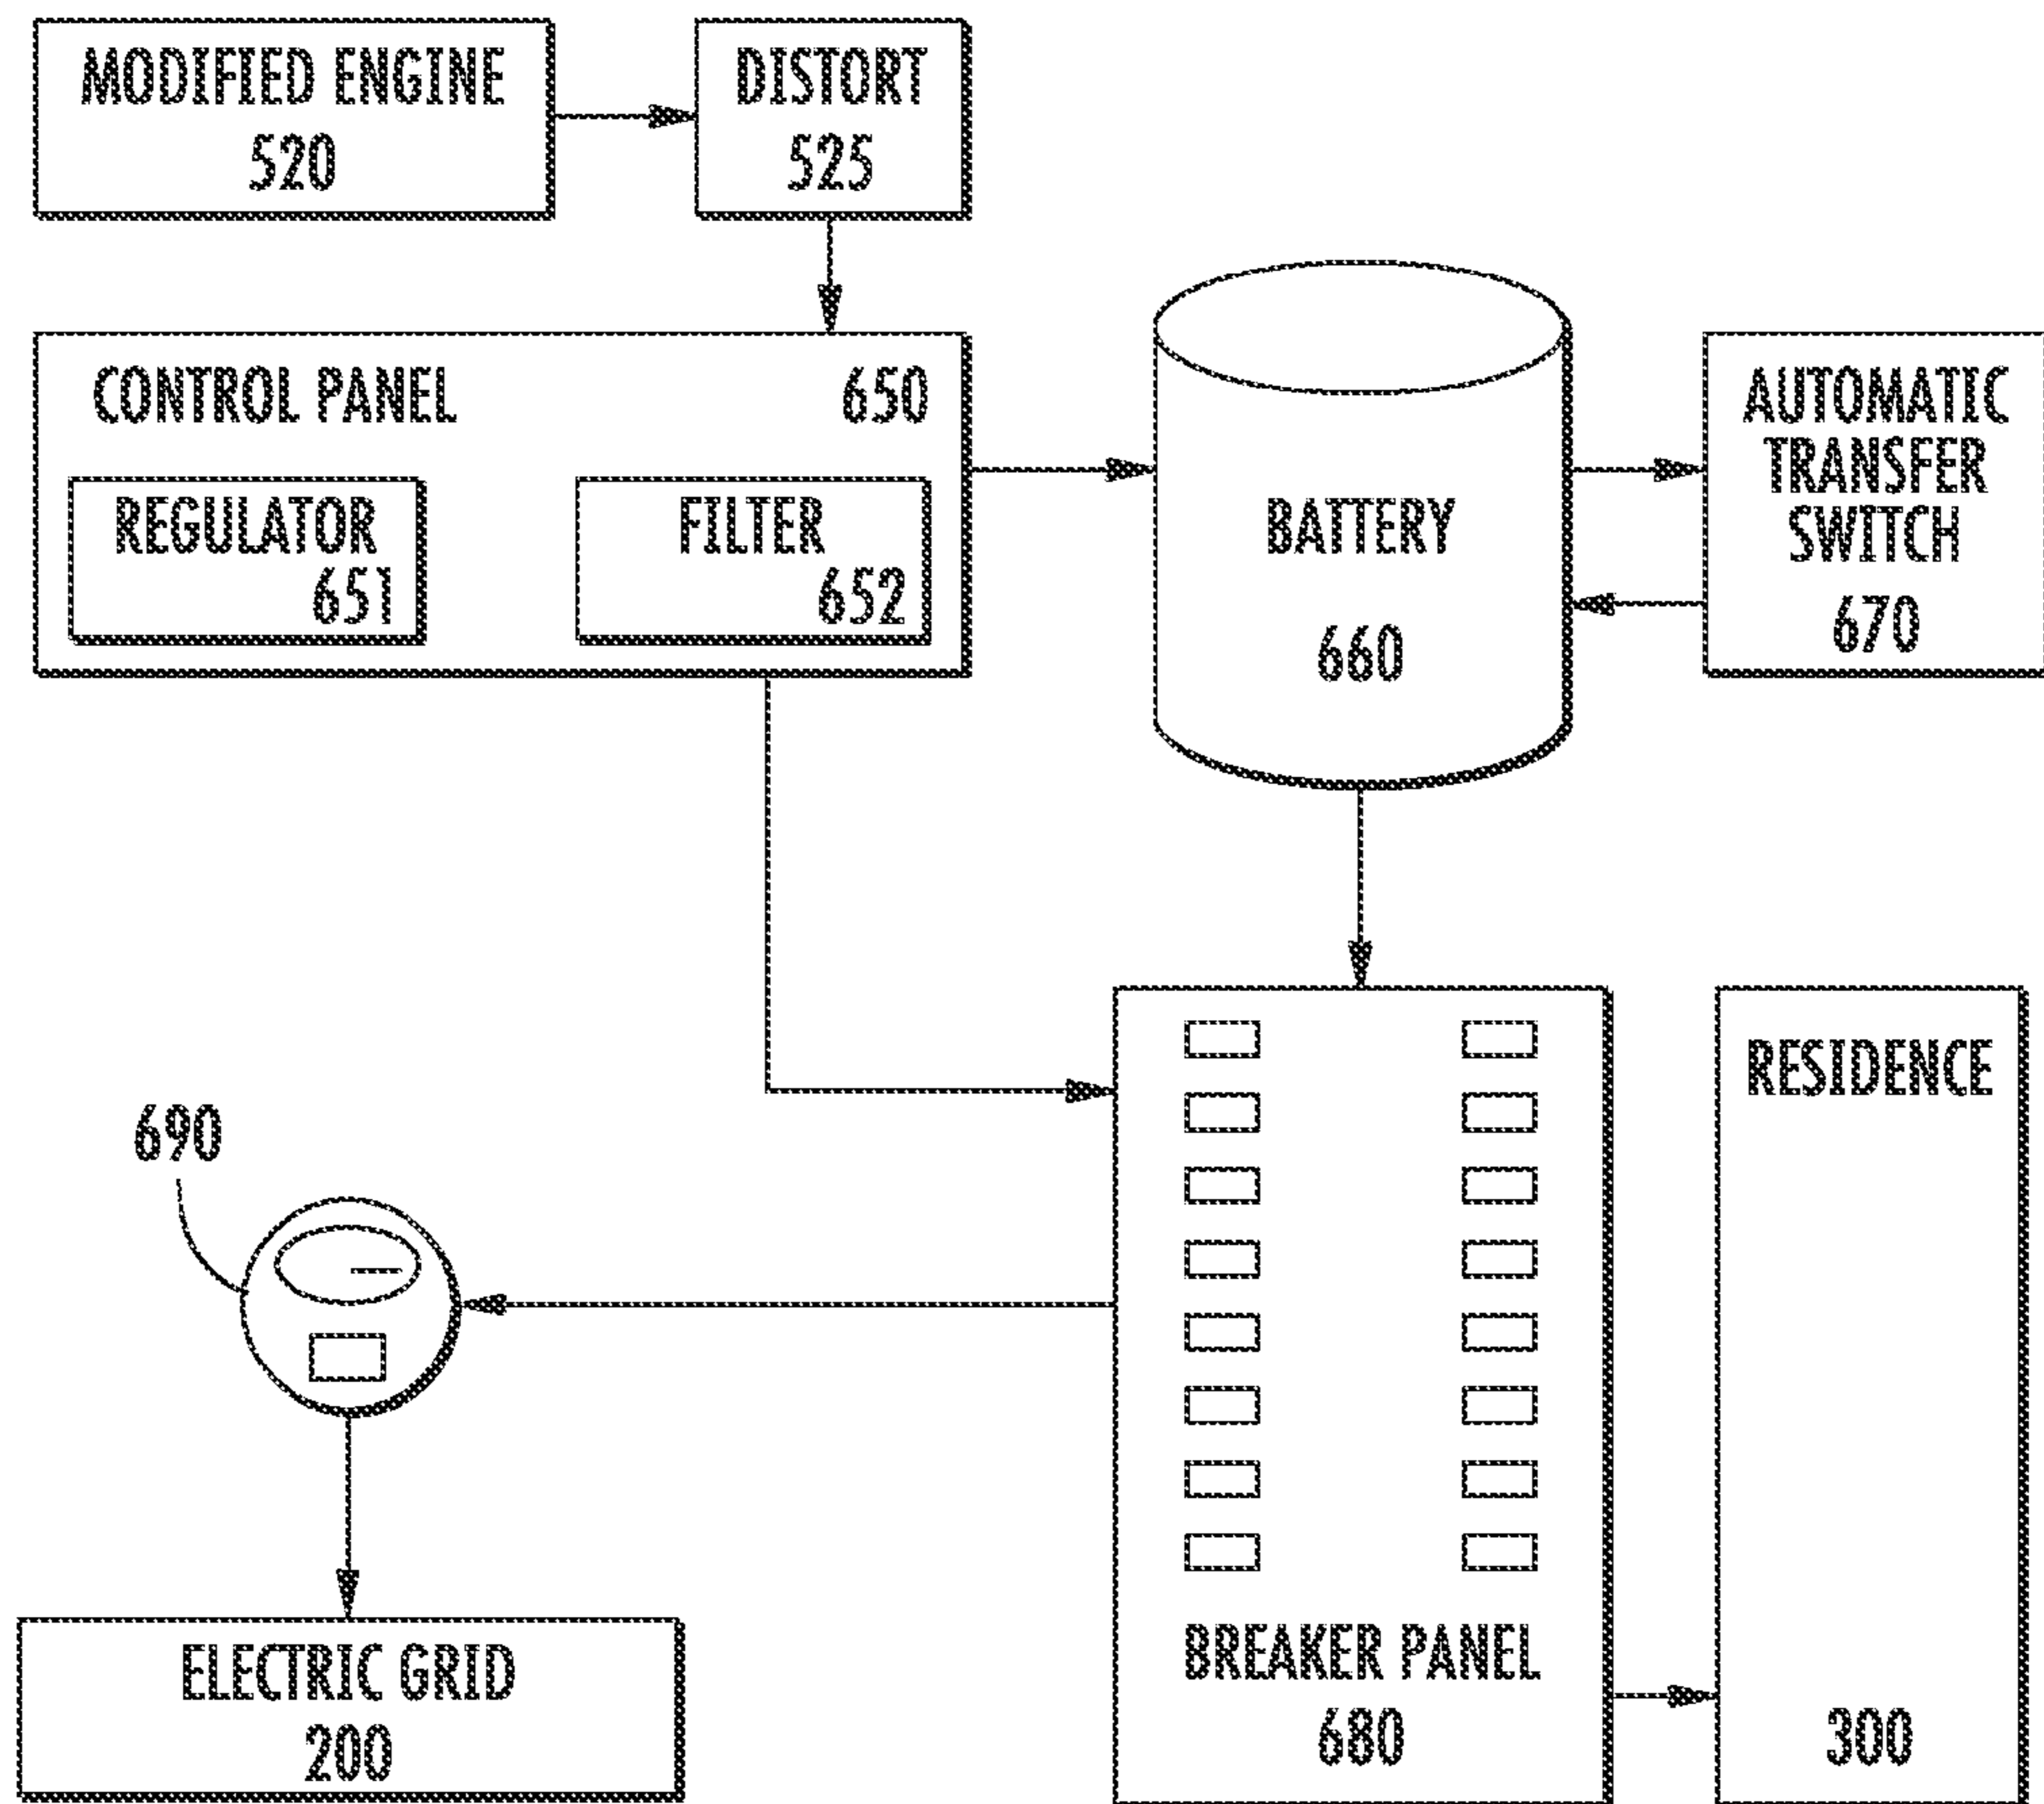 MODIFIED ENGINE
520
DISTORT
525
CONTROL PANEL
650
REGULATOR
651
FILTER
652
BATTERY
660
AUTOMATIC
TRANSFER
SWITCH
670
690
ELECTRIC GRID
200
BREAKER PANEL
680
RESIDENCE
300